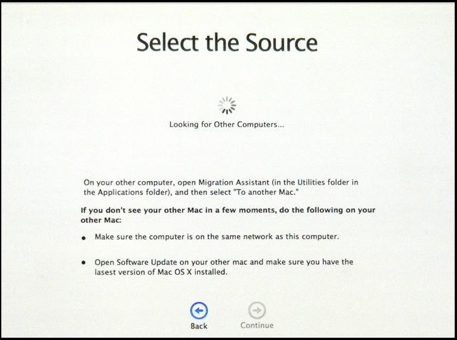 Select the Source
Looking for Other Computers...
On your other computer, open Migration Assistant (in the Utilities folder in
the Applications folder), and then select "To another Mac."
If you don't see your other Mac in a few moments, do the following on your
other Mac:
• Make sure the computer is on the same network as this computer.
• Open Software Update on your other mac and make sure you have the
lasest version of Mac OS X installed.
Back
Continue